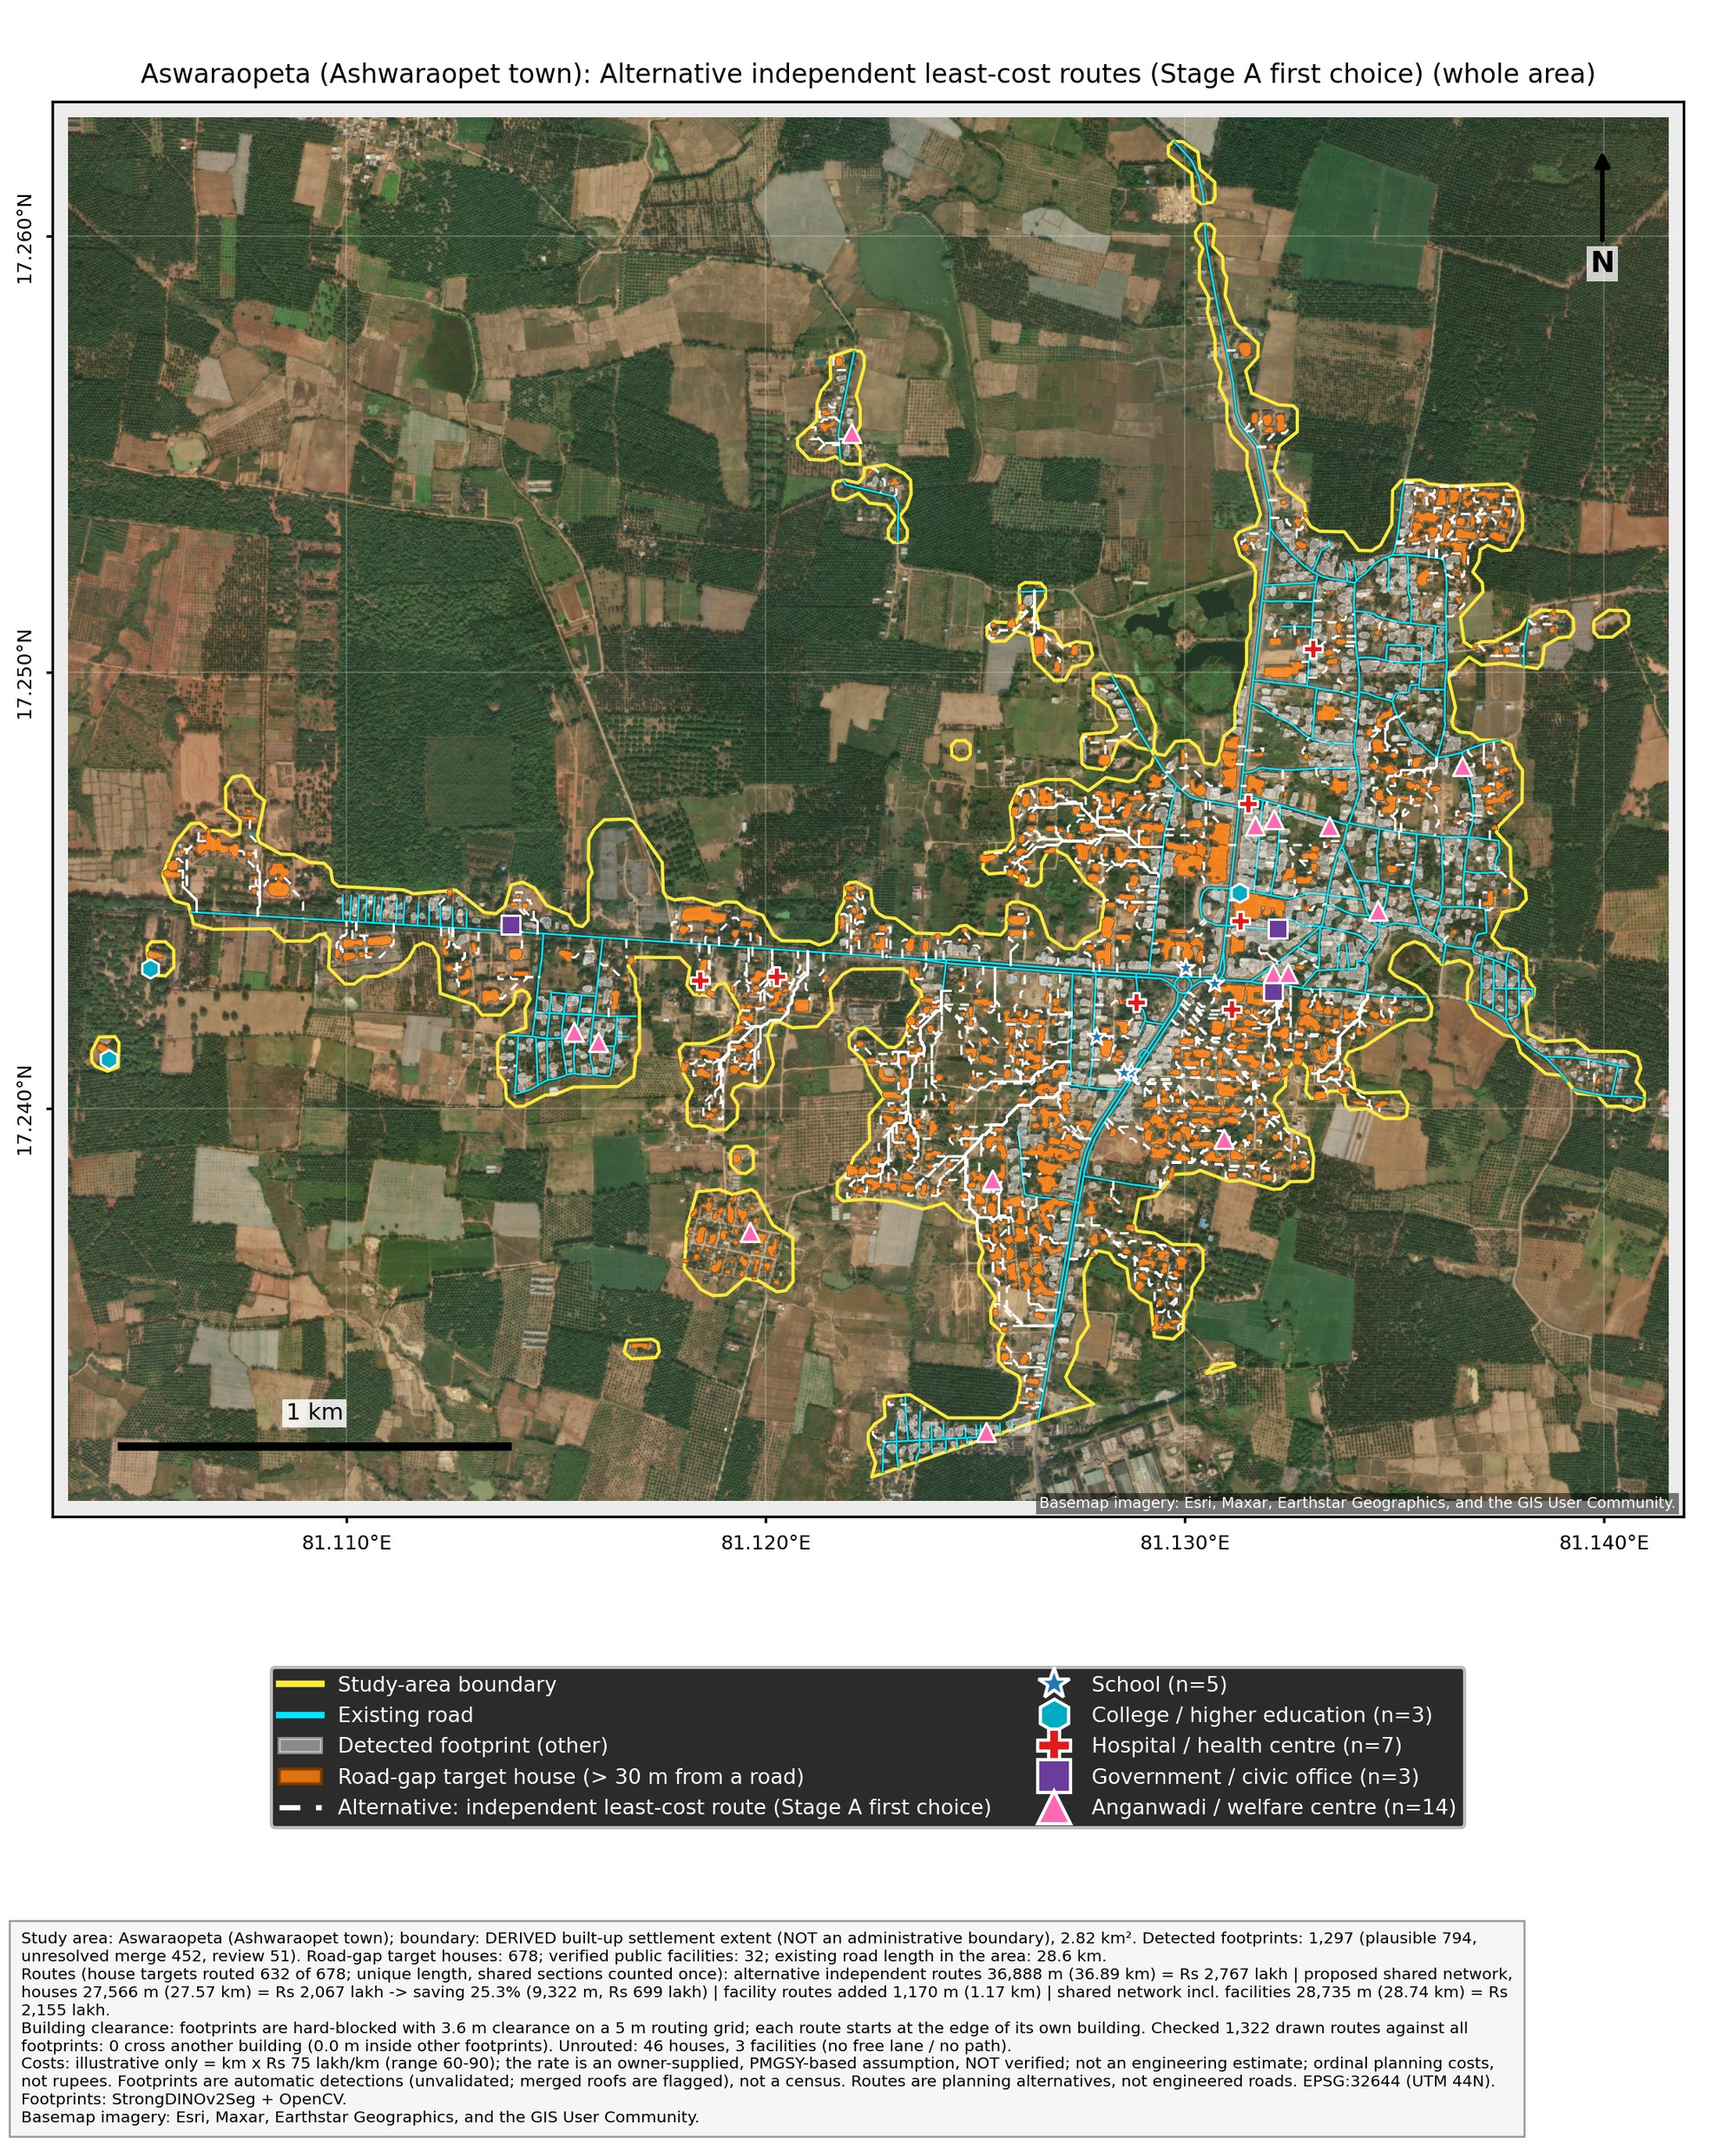 Aswaraopeta (Ashwaraopet town): Alternative independent least-cost routes (Stage A first choice) (whole area)
17.260°N
N
17.250°N
17.240°N
1 km
Basemap imagery: Esri, Maxar, Earthstar Geographics, and the GIS User Community.
81.110°E
81.120°E
81.130°E
81.140°E
Study-area boundary
Existing road
Detected footprint (other)
Road-gap target house (> 30 m from a road)
Alternative: independent least-cost route (Stage A first choice)
School (n=5)
College / higher education (n=3)
Hospital / health centre (n=7)
Government / civic office (n=3)
Anganwadi / welfare centre (n=14)
Study area: Aswaraopeta (Ashwaraopet town); boundary: DERIVED built-up settlement extent (NOT an administrative boundary), 2.82 km². Detected footprints: 1,297 (plausible 794,
unresolved merge 452, review 51). Road-gap target houses: 678; verified public facilities: 32; existing road length in the area: 28.6 km.
Routes (house targets routed 632 of 678; unique length, shared sections counted once): alternative independent routes 36,888 m (36.89 km) = Rs 2,767 lakh | proposed shared network,
houses 27,566 m (27.57 km) = Rs 2,067 lakh -> saving 25.3% (9,322 m, Rs 699 lakh) | facility routes added 1,170 m (1.17 km) | shared network incl. facilities 28,735 m (28.74 km) = Rs
2,155 lakh.
Building clearance: footprints are hard-blocked with 3.6 m clearance on a 5 m routing grid; each route starts at the edge of its own building. Checked 1,322 drawn routes against all
footprints: 0 cross another building (0.0 m inside other footprints). Unrouted: 46 houses, 3 facilities (no free lane / no path).
Costs: illustrative only = km x Rs 75 lakh/km (range 60-90); the rate is an owner-supplied, PMGSY-based assumption, NOT verified; not an engineering estimate; ordinal planning costs,
not rupees. Footprints are automatic detections (unvalidated; merged roofs are flagged), not a census. Routes are planning alternatives, not engineered roads. EPSG:32644 (UTM 44N).
Footprints: StrongDINOv2Seg + OpenCV.
Basemap imagery: Esri, Maxar, Earthstar Geographics, and the GIS User Community.